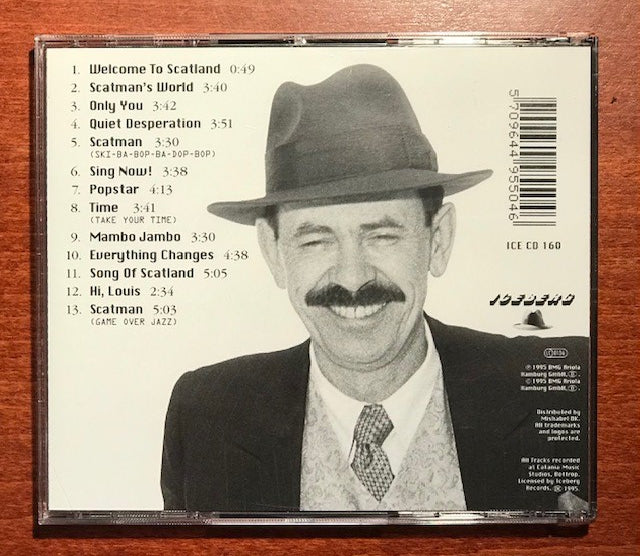 1. Welcome To Scatland 0:49
2. Scatman's World 3:40
3. Only You 3:42
4. Quiet Desperation 3:51
5. Scatman 3:30
(SKI-BA-BOP-BA-DOP-BOP)
6. Sing Now! 3:38
7. Popstar 4:13
8. Time 3:41
(TAKE YOUR TIME)
9. Mambo Jambo 3:30
10. Everything Changes 4:38
11. Song Of Scatland 5:05
12. Hi, Louis 2:34
13. Scatman 5:03
(GAME OVER JAZZ)
5 709644 955046
ICE CD 160
ICEBERG
℗ 1995 BMG Ariola
Hamburg GmbH.
© 1995 BMG Ariola
Hamburg GmbH.
Distributed by
Mishabel DK.
All trademarks
and logos are
protected.
All Tracks recorded
at Catania Music
Studios, Bottrop.
Licensed by Iceberg
Records, 1995.